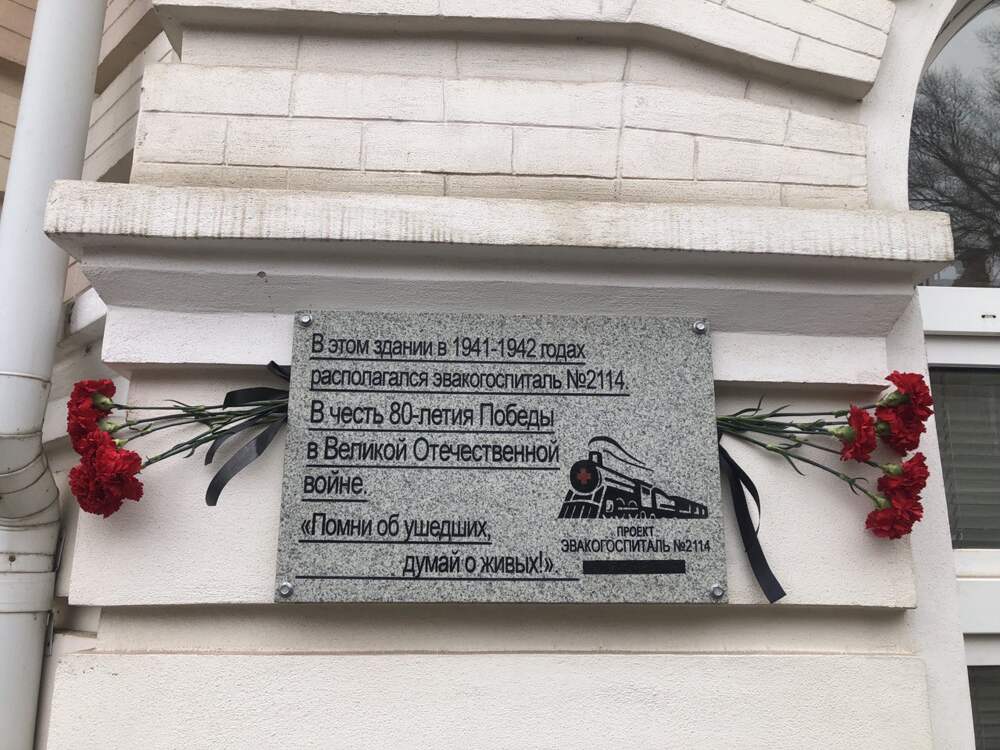 В этом здании в 1941-1942 годах
располагался эвакогоспиталь №2114.
В честь 80-летия Победы
в Великой Отечественной
войне.
«Помни об ушедших,
думай о живых!».
ПРОЕКТ
ЭВАКОГОСПИТАЛЬ №2114